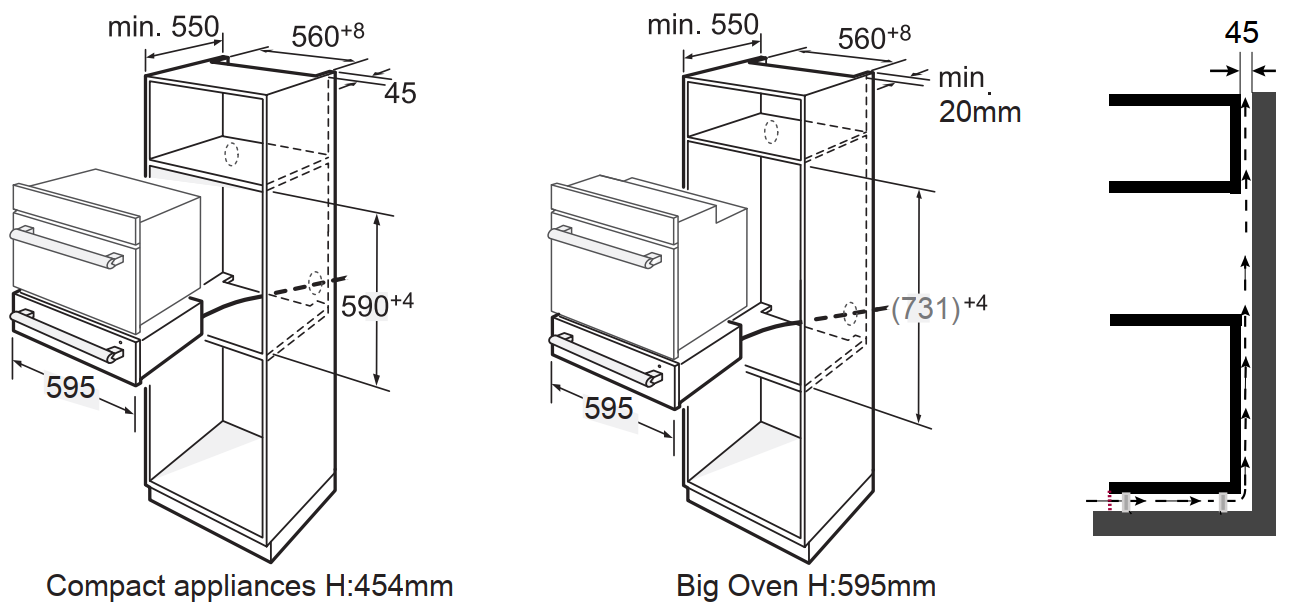 min. 550
560+8
45
590+4
595
Compact appliances H:454mm
min. 550
560+8
min.
20mm
(731)+4
595
Big Oven H:595mm
45